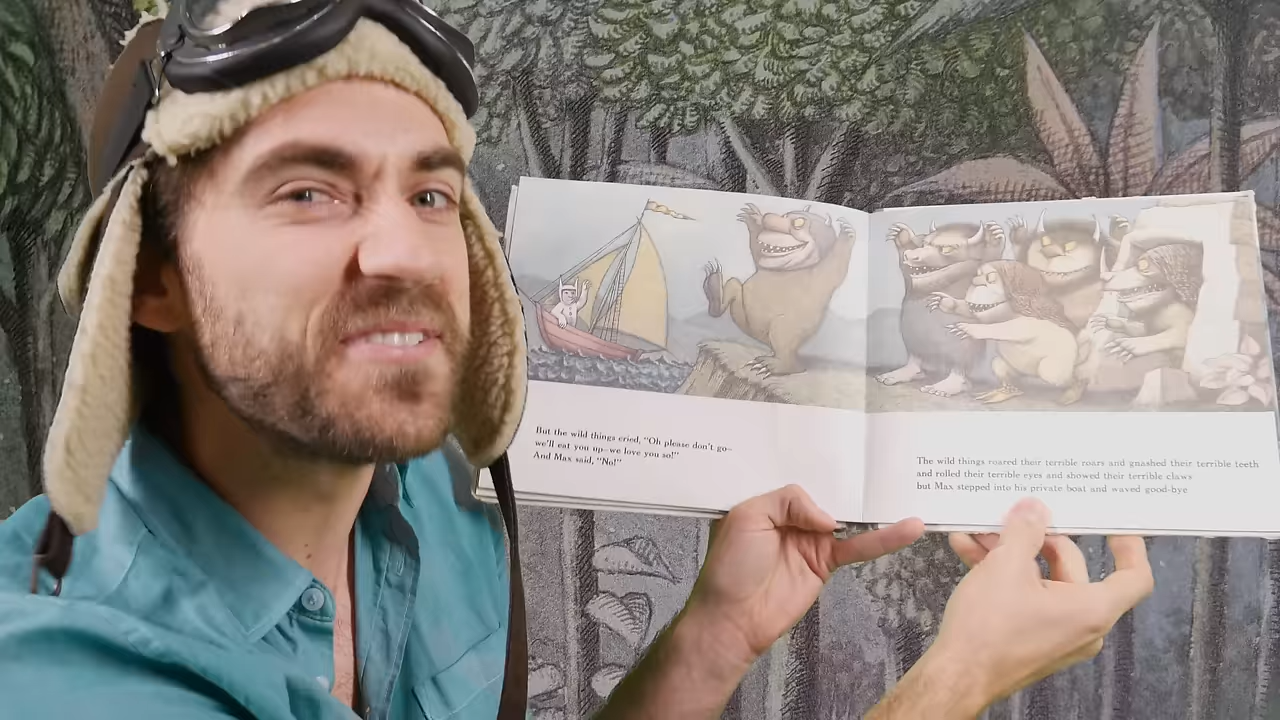 But the wild things cried, "Oh please don't go—
we'll eat you up—we love you so!"
And Max said, "No!"
The wild things roared their terrible roars and gnashed their terrible teeth
and rolled their terrible eyes and showed their terrible claws
but Max stepped into his private boat and waved good-bye